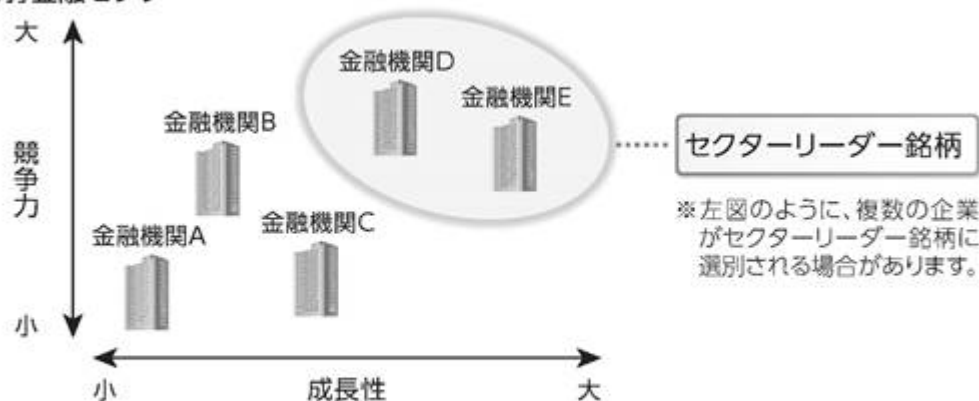 大
金融機関D
金融機関E
金融機関B
競争力
セクターリーダー銘柄
金融機関A
金融機関C
※左図のように、複数の企業
がセクターリーダー銘柄に
選別される場合があります。
小
小
成長性
大